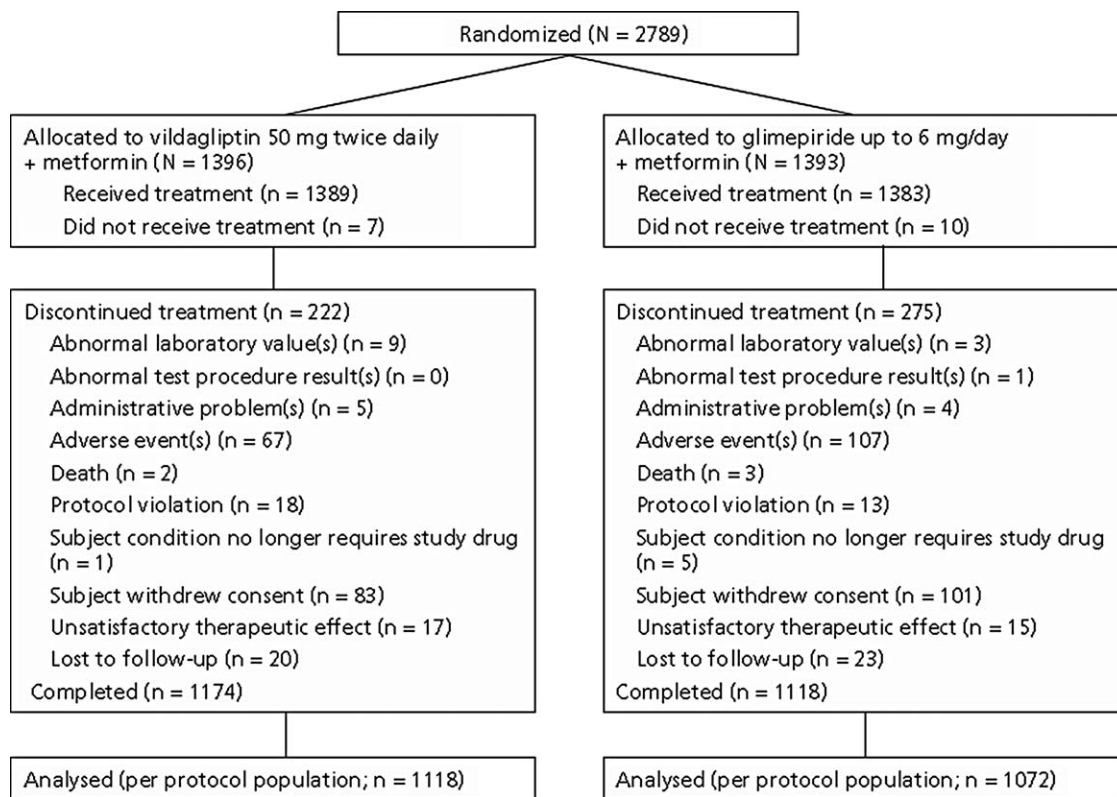 Randomized (N = 2789)
Allocated to vildagliptin 50 mg twice daily
+ metformin (N = 1396)
Received treatment (n = 1389)
Did not receive treatment (n = 7)
Allocated to glimepiride up to 6 mg/day
+ metformin (N = 1393)
Received treatment (n = 1383)
Did not receive treatment (n = 10)
Discontinued treatment (n = 222)
Abnormal laboratory value(s) (n = 9)
Abnormal test procedure result(s) (n = 0)
Administrative problem(s) (n = 5)
Adverse event(s) (n = 67)
Death (n = 2)
Protocol violation (n = 18)
Subject condition no longer requires study drug
(n = 1)
Subject withdrew consent (n = 83)
Unsatisfactory therapeutic effect (n = 17)
Lost to follow-up (n = 20)
Completed (n = 1174)
Discontinued treatment (n = 275)
Abnormal laboratory value(s) (n = 3)
Abnormal test procedure result(s) (n = 1)
Administrative problem(s) (n = 4)
Adverse event(s) (n = 107)
Death (n = 3)
Protocol violation (n = 13)
Subject condition no longer requires study drug
(n = 5)
Subject withdrew consent (n = 101)
Unsatisfactory therapeutic effect (n = 15)
Lost to follow-up (n = 23)
Completed (n = 1118)
Analysed (per protocol population; n = 1118)
Analysed (per protocol population; n = 1072)